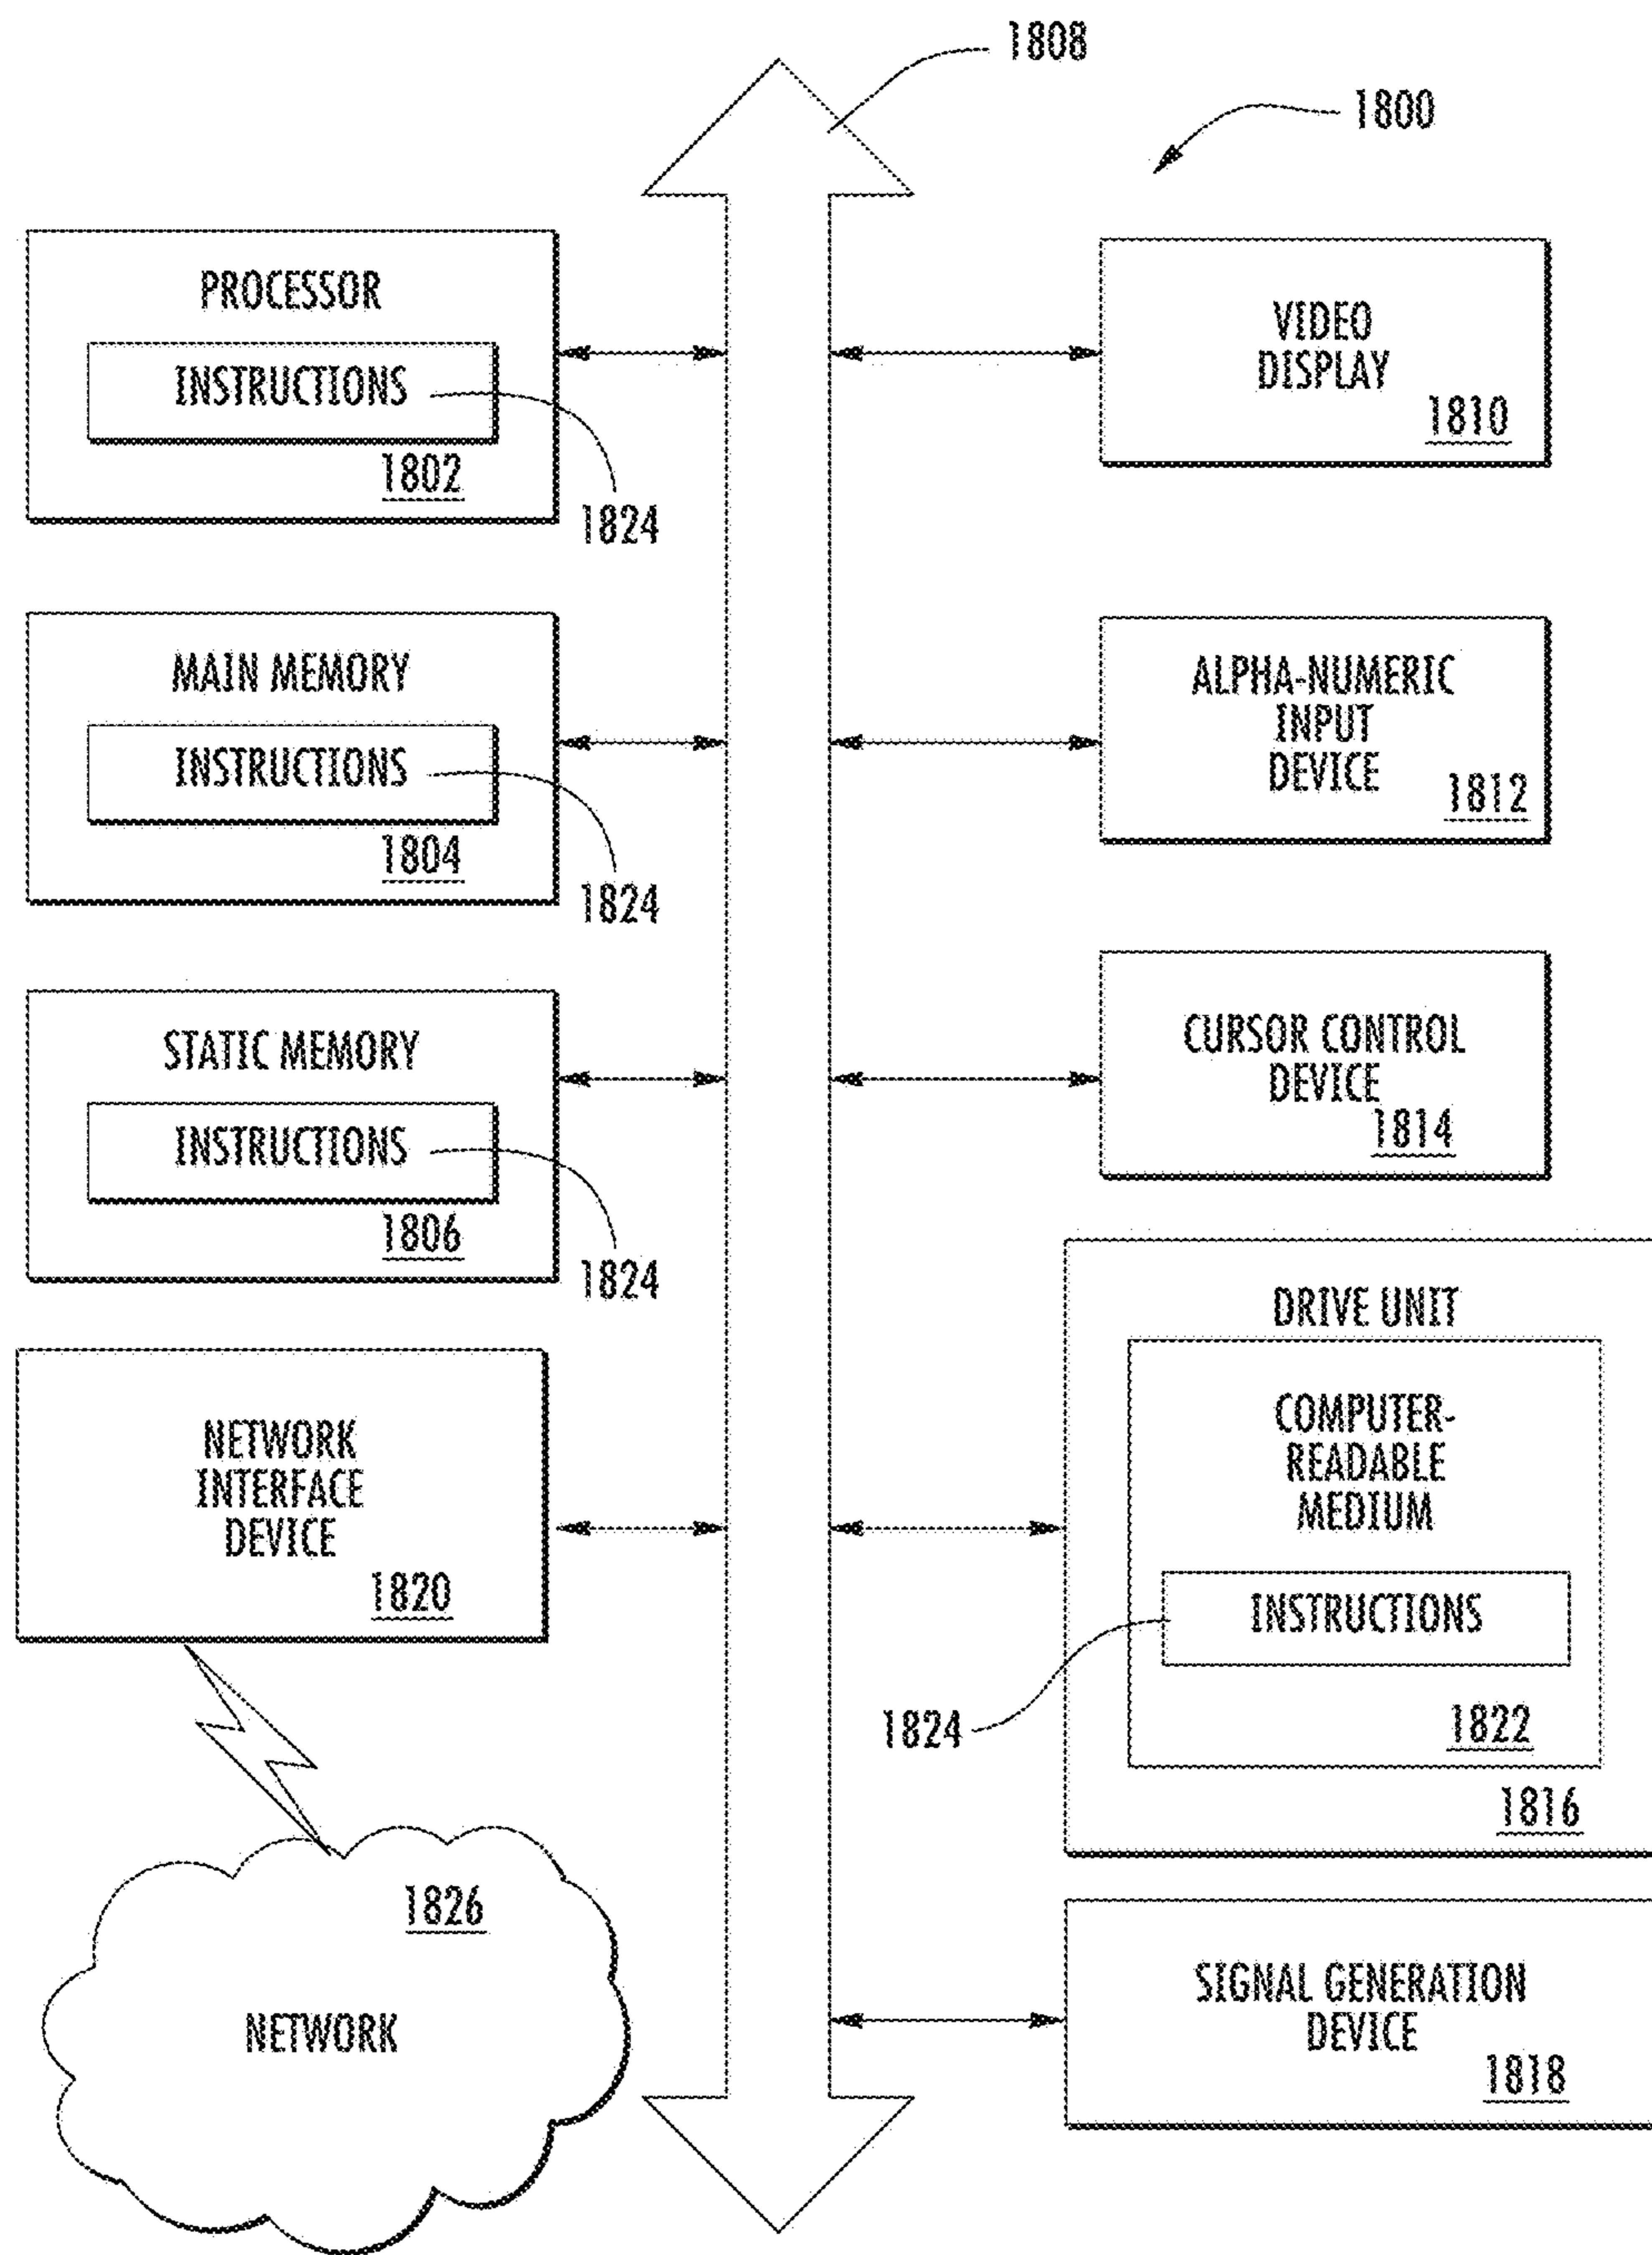 1808
1800
PROCESSOR
INSTRUCTIONS
1802
1824
MAIN MEMORY
INSTRUCTIONS
1804
1824
STATIC MEMORY
INSTRUCTIONS
1806
1824
NETWORK
INTERFACE
DEVICE
1820
1826
NETWORK
VIDEO
DISPLAY
1810
ALPHA-NUMERIC
INPUT
DEVICE
1812
CURSOR CONTROL
DEVICE
1814
DRIVE UNIT
COMPUTER-
READABLE
MEDIUM
INSTRUCTIONS
1824
1822
1816
SIGNAL GENERATION
DEVICE
1818